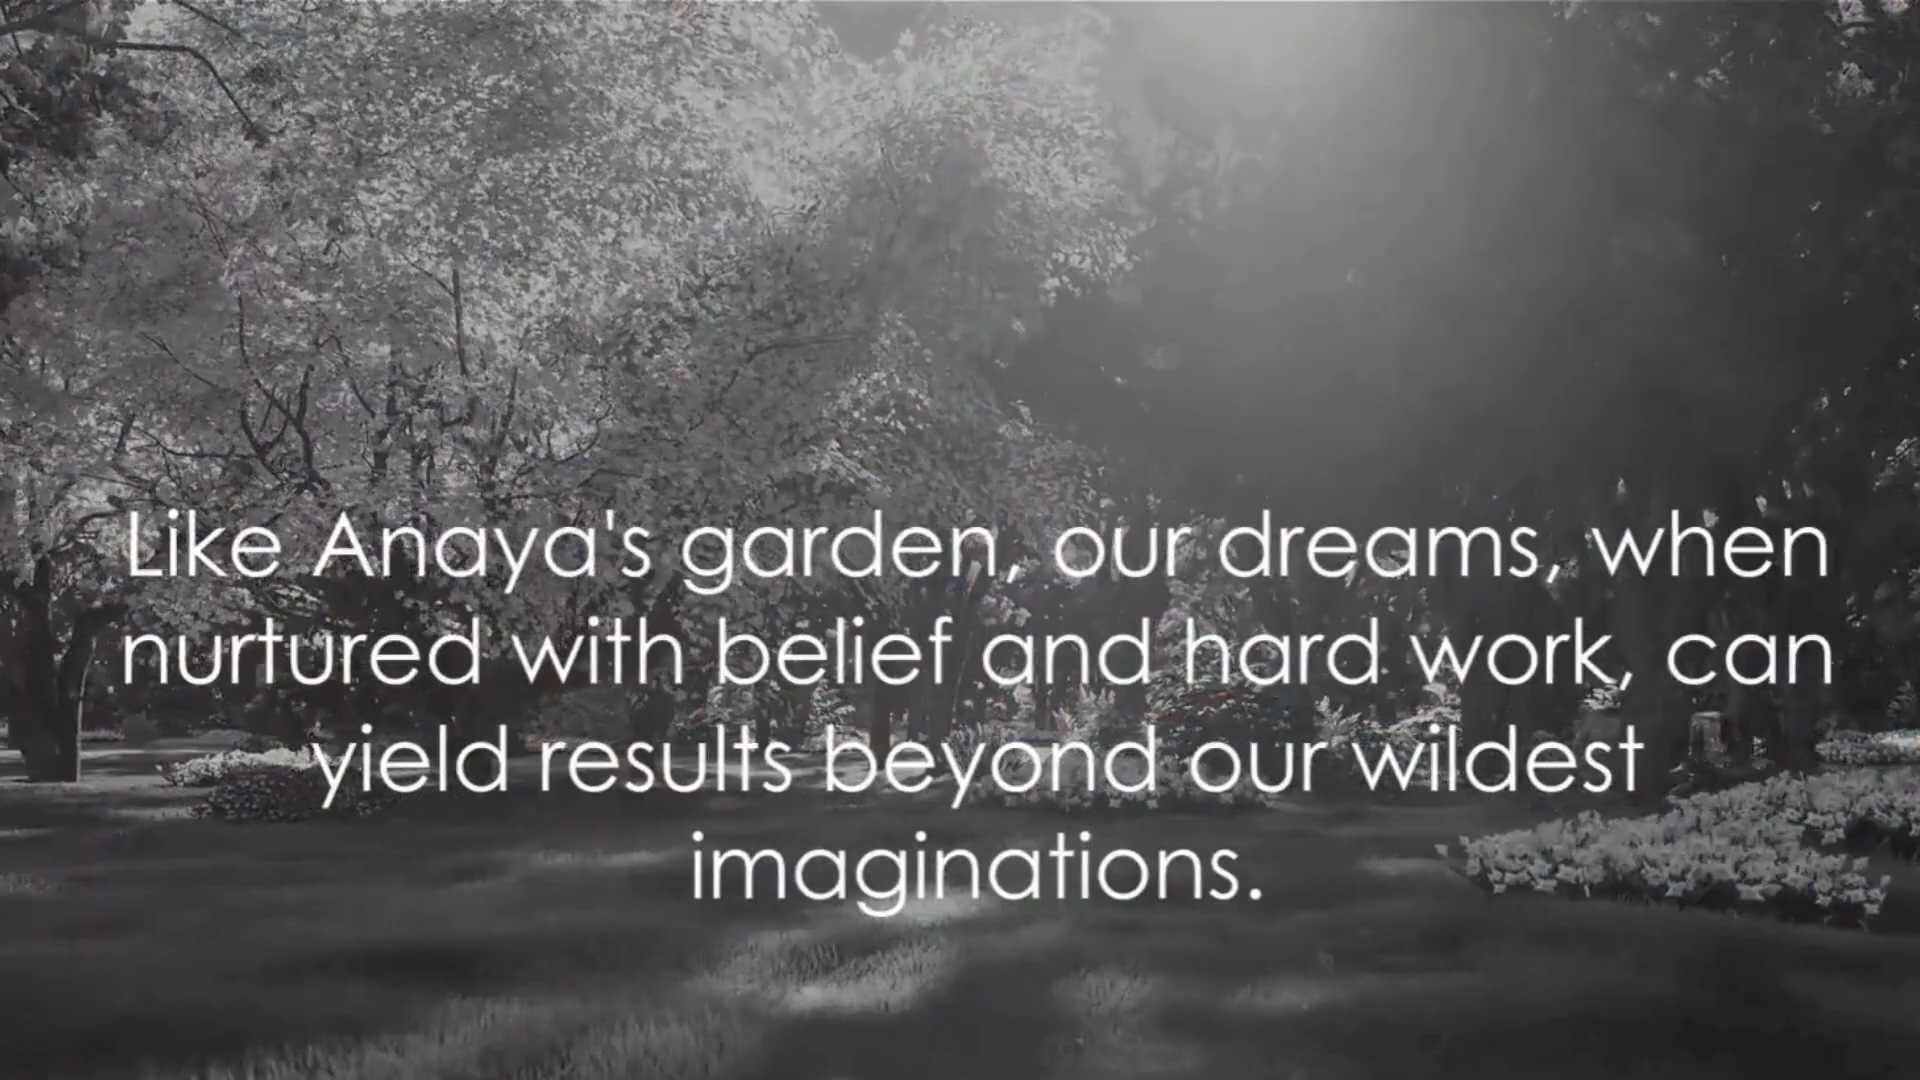 Like Anaya's garden, our dreams, when
nurtured with belief and hard work, can
yield results beyond our wildest
imaginations.